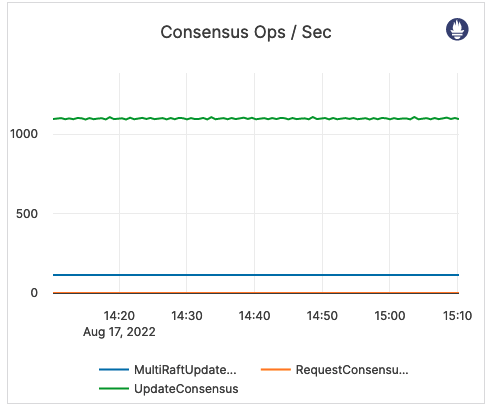 Consensus Ops / Sec
1000
500
0
14:20 14:30 14:40 14:50 15:00 15:10
Aug 17, 2022
MultiRaftUpdate... RequestConsensu...
UpdateConsensus